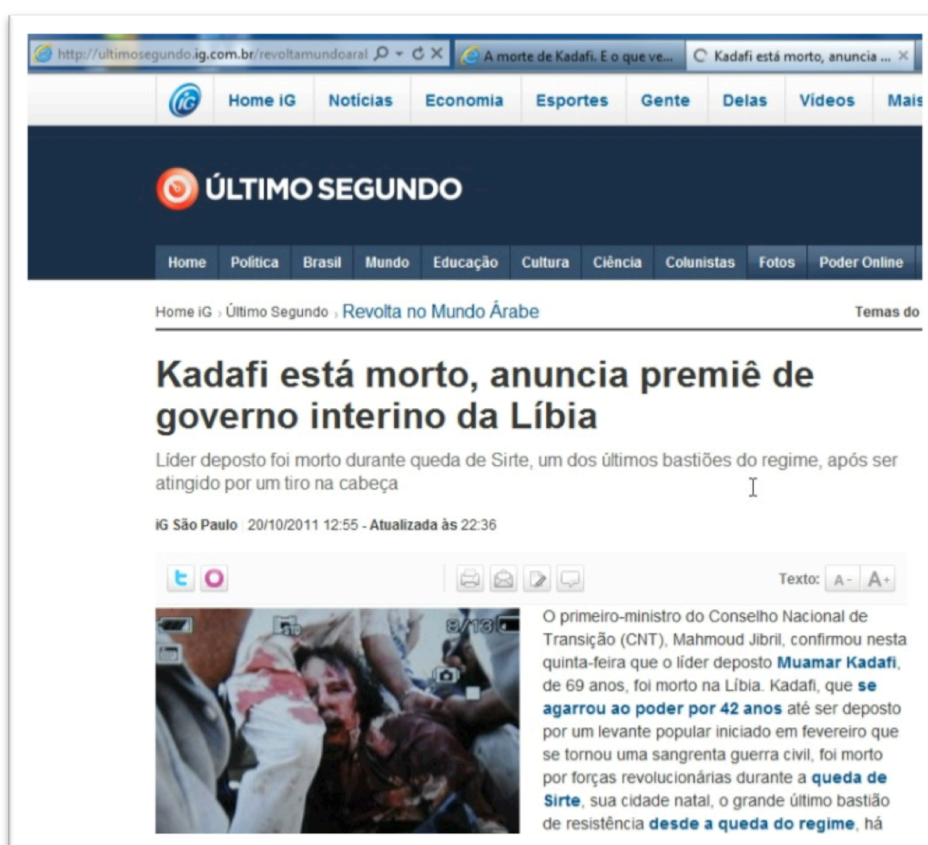 http://ultimosegundo.ig.com.br/revoltamundoaral
A morte de Kadafi. E o que ve...
Kadafi está morto, anuncia ...
iG
Home iG Notícias Economia Esportes Gente Delas Vídeos Mais
ÚLTIMO SEGUNDO
Home Política Brasil Mundo Educação Cultura Ciência Colunistas Fotos Poder Online
Home iG › Último Segundo › Revolta no Mundo Árabe
Temas do
Kadafi está morto, anuncia premiê de
governo interino da Líbia
Líder deposto foi morto durante queda de Sirte, um dos últimos bastiões do regime, após ser
atingido por um tiro na cabeça
iG São Paulo | 20/10/2011 12:55 - Atualizada às 22:36
Texto: A- A+
8/13
O primeiro-ministro do Conselho Nacional de
Transição (CNT), Mahmoud Jibril, confirmou nesta
quinta-feira que o líder deposto Muamar Kadafi,
de 69 anos, foi morto na Líbia. Kadafi, que se
agarrou ao poder por 42 anos até ser deposto
por um levante popular iniciado em fevereiro que
se tornou uma sangrenta guerra civil, foi morto
por forças revolucionárias durante a queda de
Sirte, sua cidade natal, o grande último bastião
de resistência desde a queda do regime, há